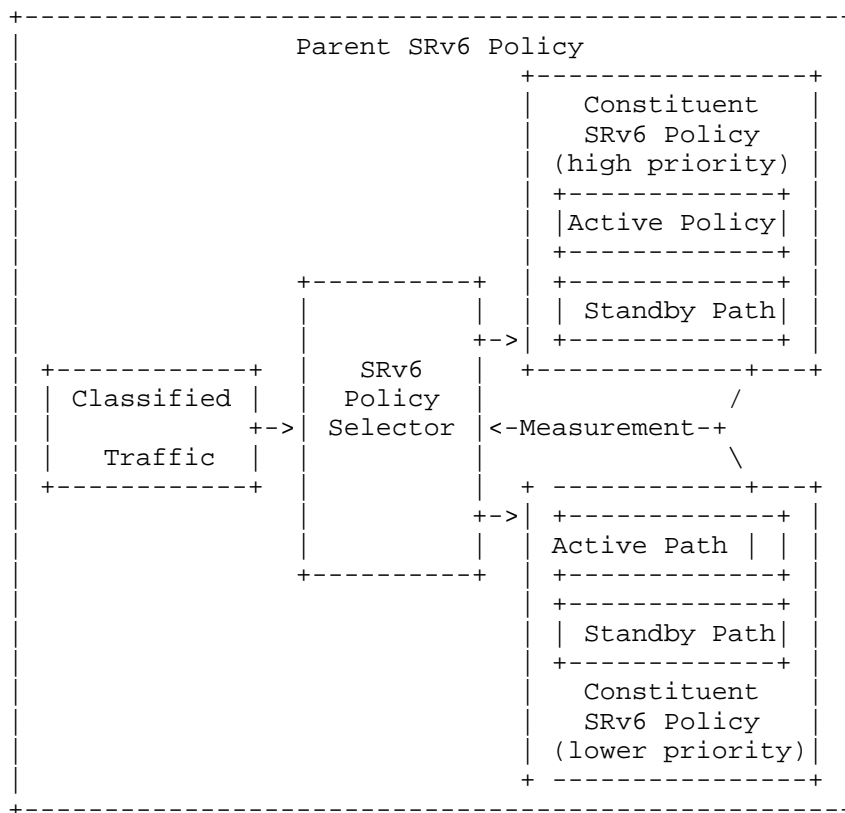 Parent SRv6 Policy
Constituent
SRv6 Policy
(high priority)
Active Policy
Standby Path
SRv6
Policy
Selector
Classified
Traffic
<-Measurement-+
Active Path
Standby Path
Constituent
SRv6 Policy
(lower priority)